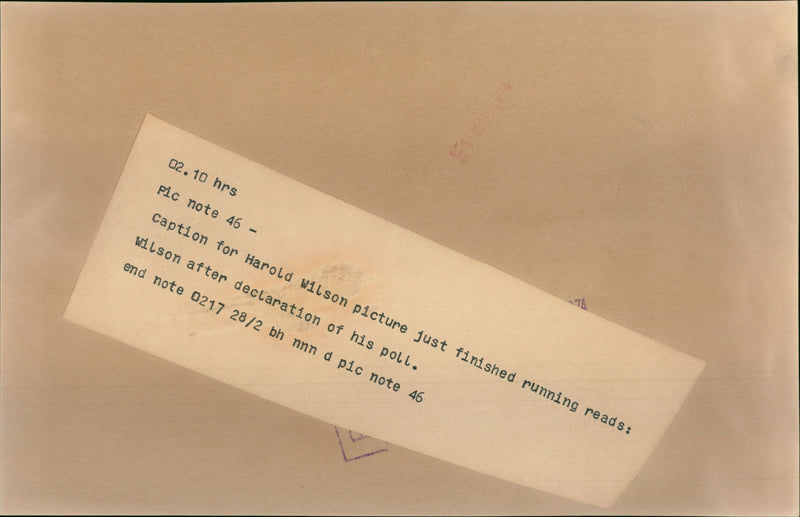 02.10 hrs
Pic note 46 -
Caption for Harold Wilson picture just finished running reads:
Wilson after declaration of his poll.
end note 0217 28/2 bh nnn d pic note 46